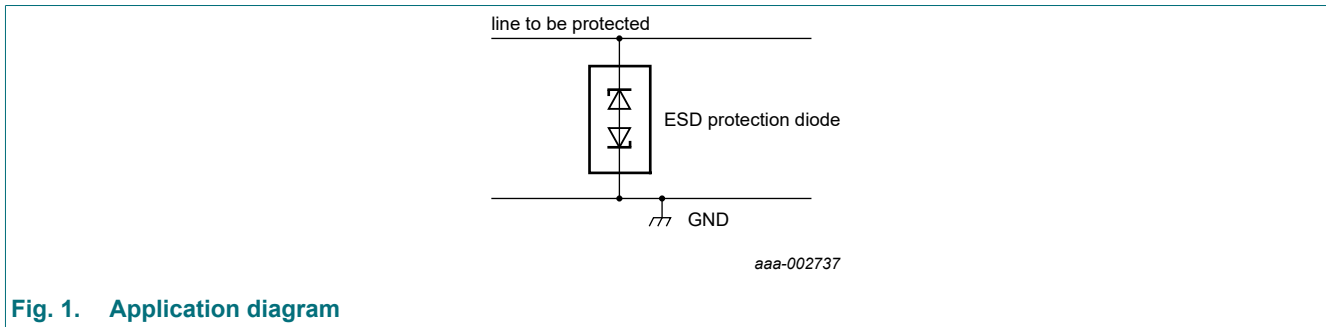 line to be protected
ESD protection diode
GND
aaa-002737
Fig. 1. Application diagram